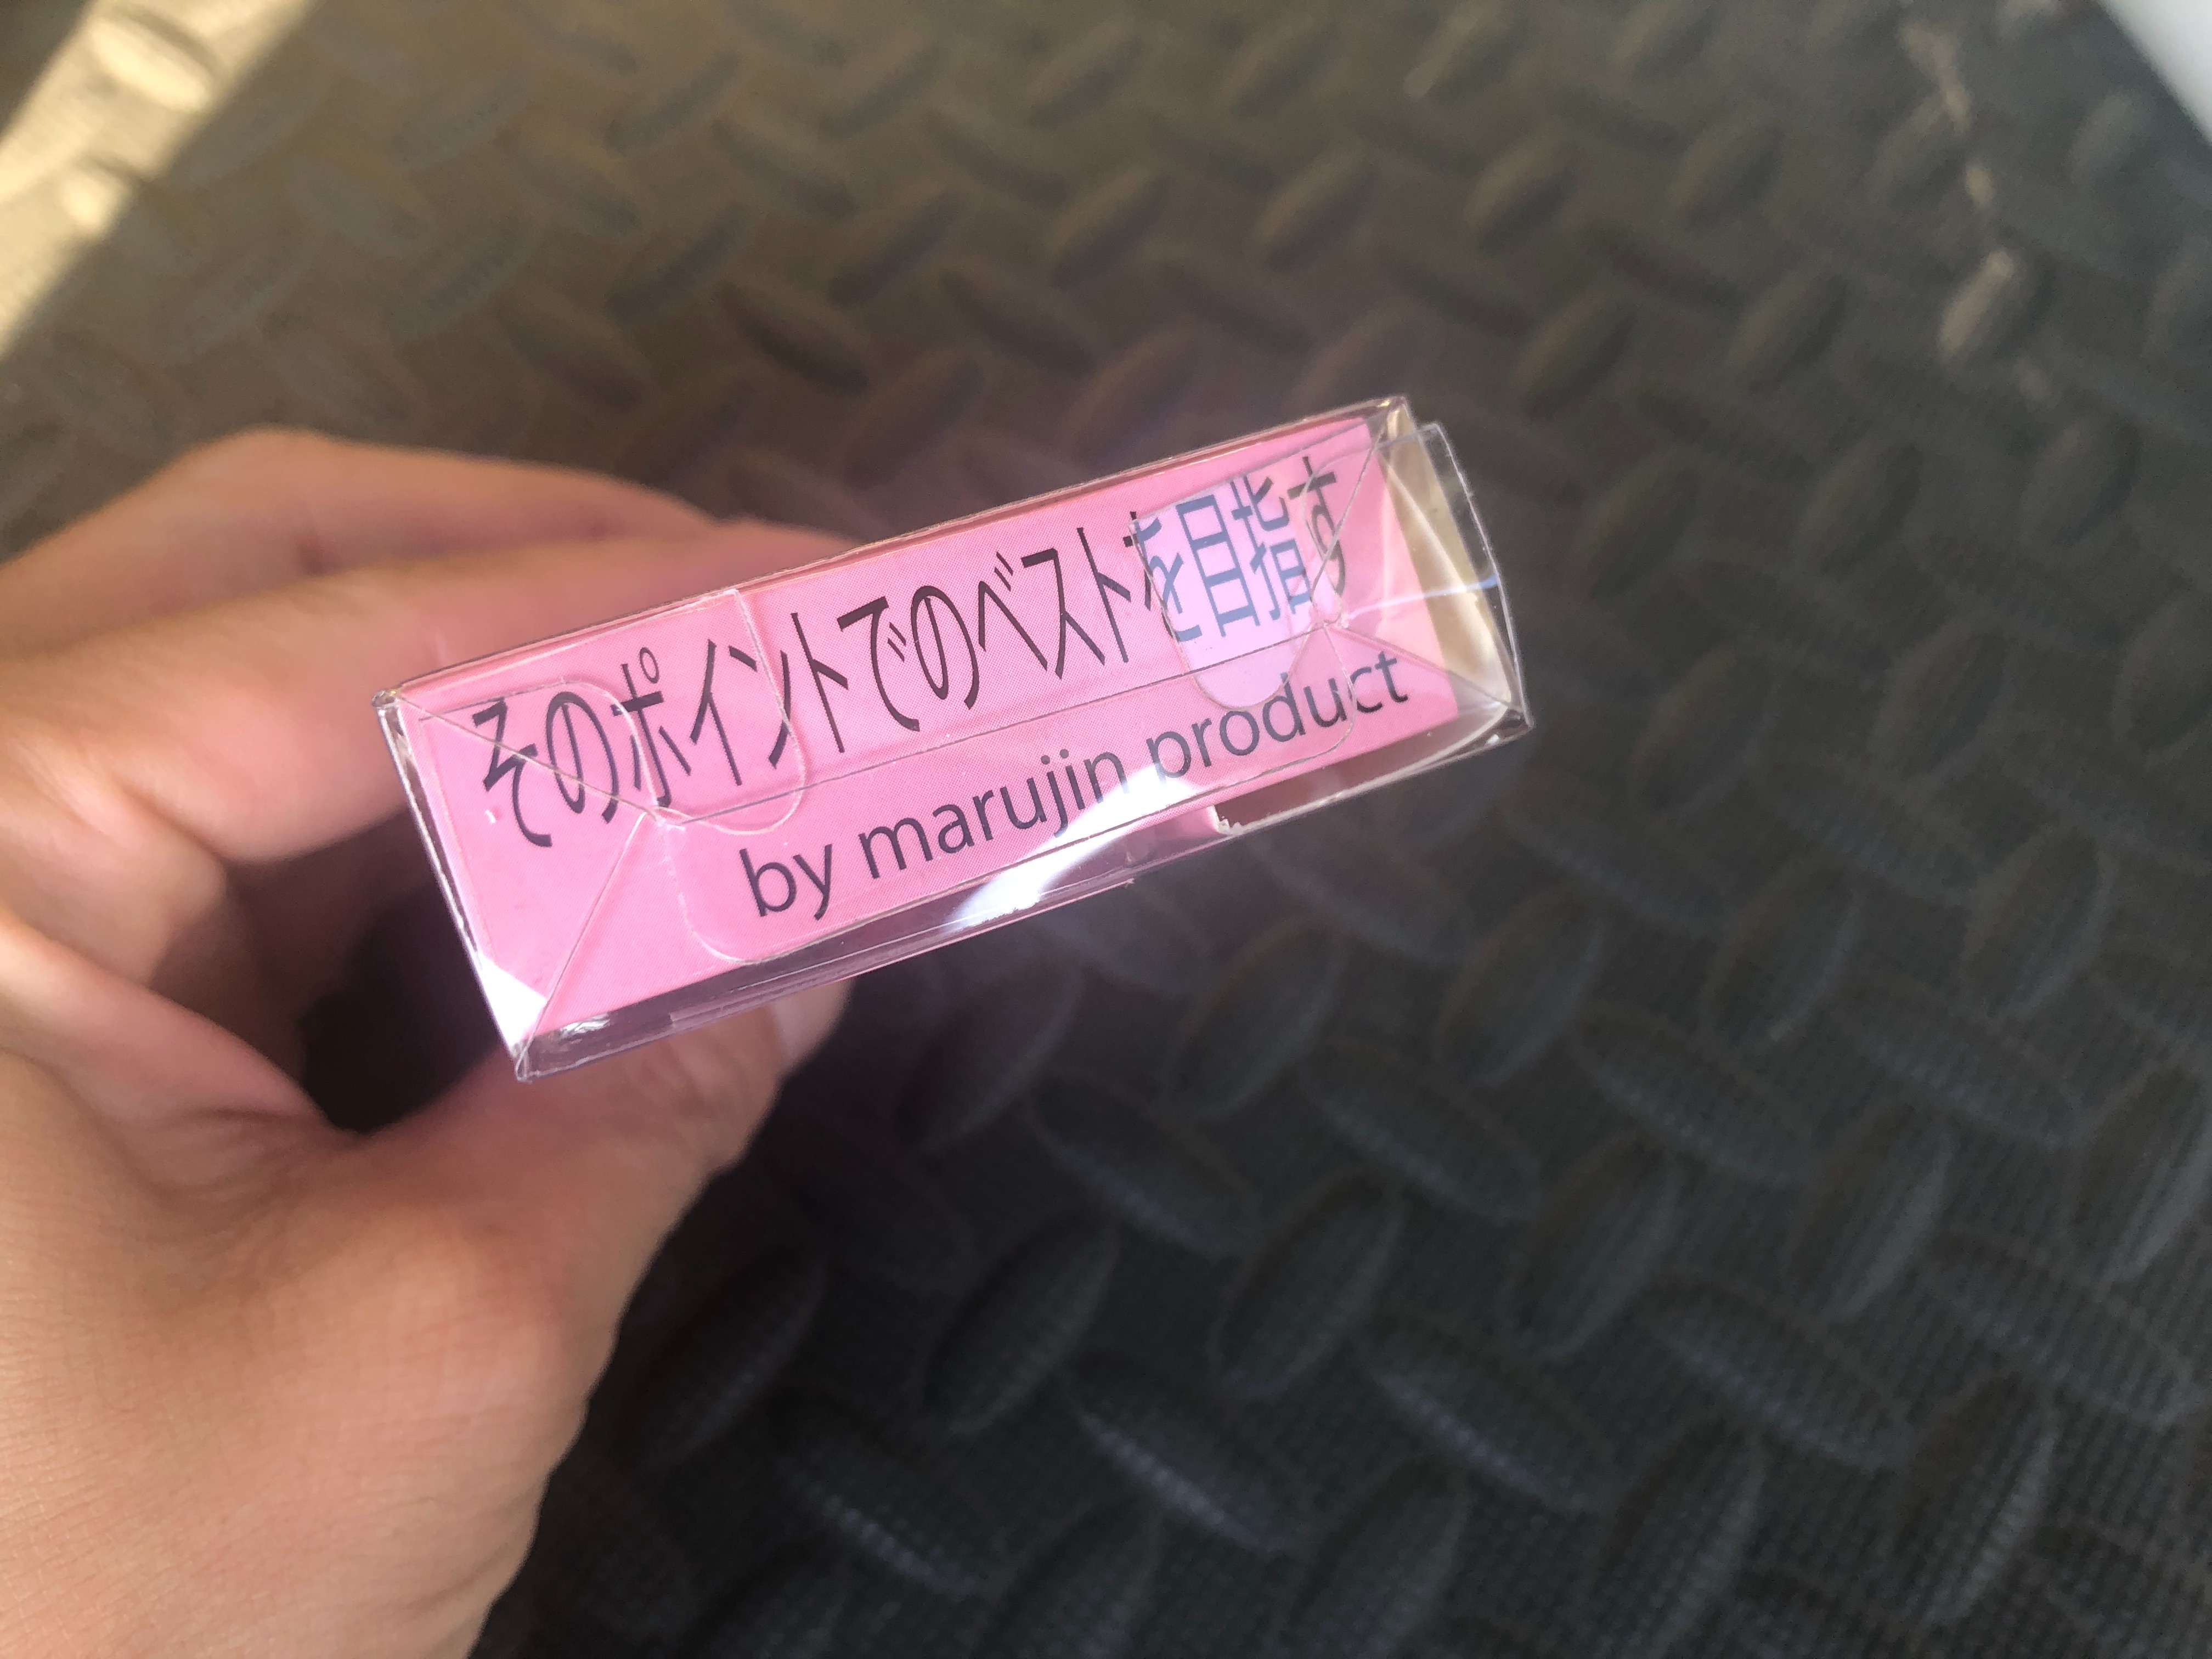 そのポイントでのベストを目指す
by marujin product